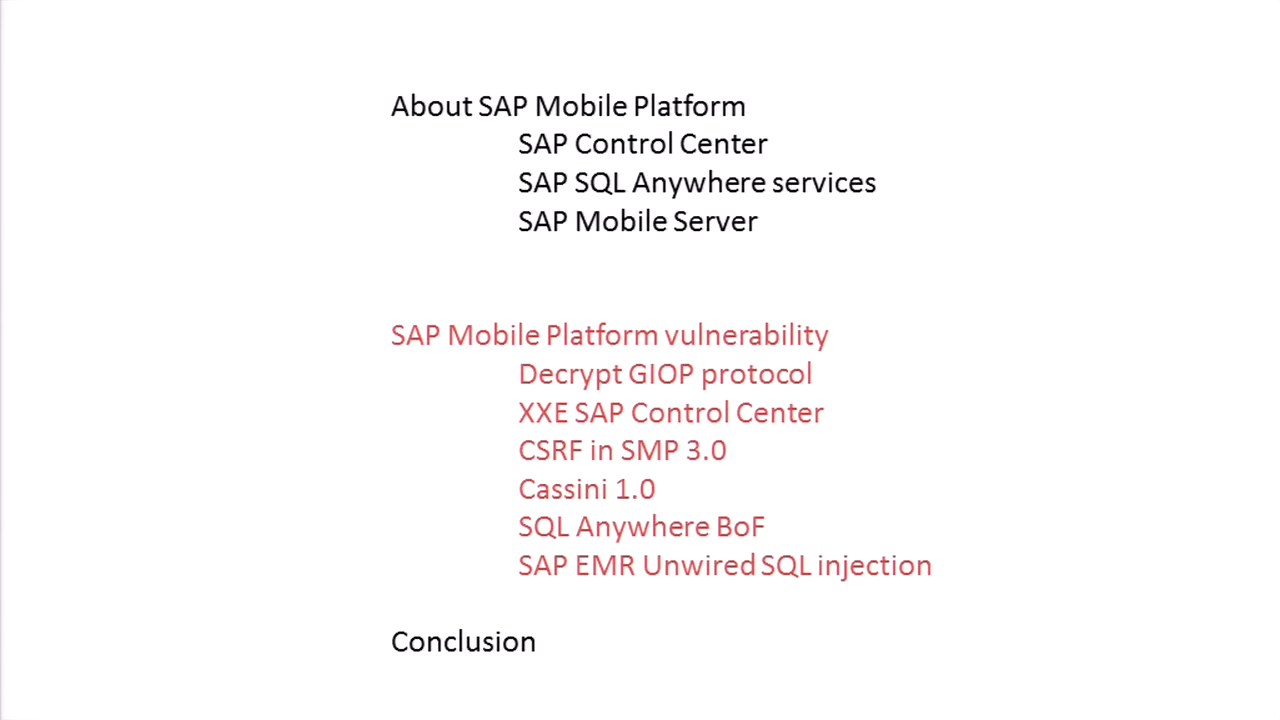 About SAP Mobile Platform
SAP Control Center
SAP SQL Anywhere services
SAP Mobile Server
SAP Mobile Platform vulnerability
Decrypt GIOP protocol
XXE SAP Control Center
CSRF in SMP 3.0
Cassini 1.0
SQL Anywhere BoF
SAP EMR Unwired SQL injection
Conclusion